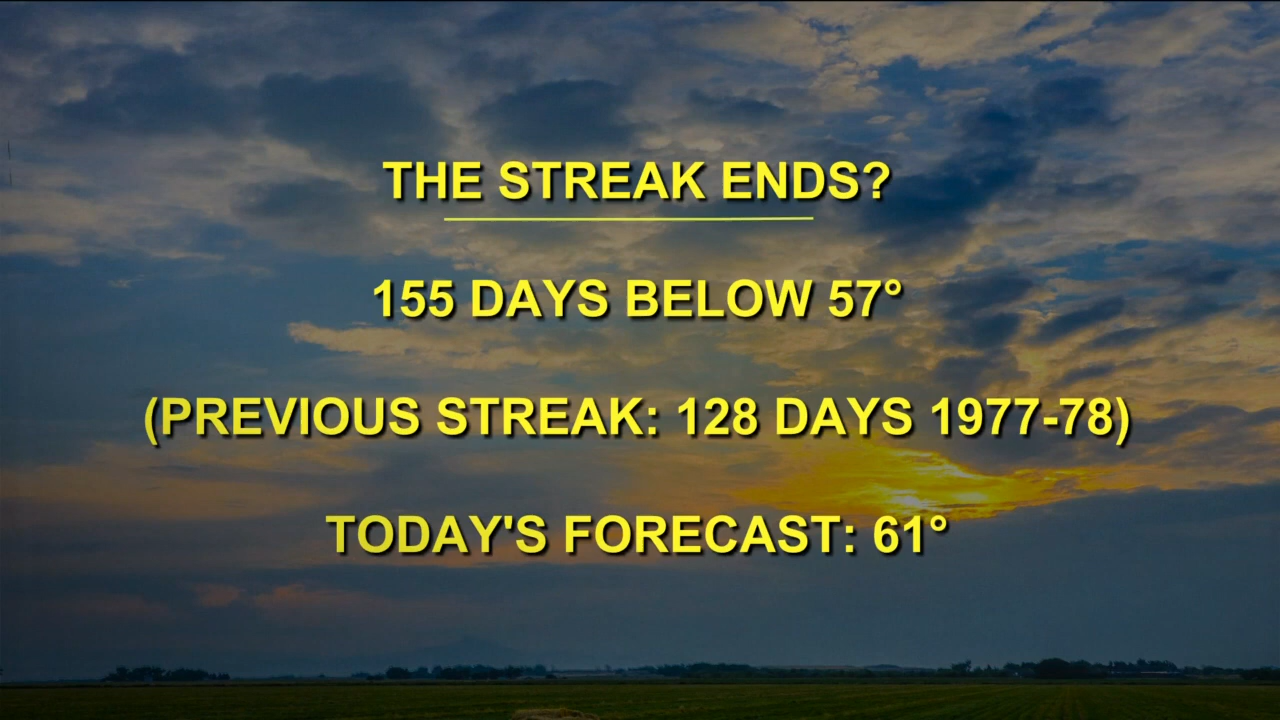 THE STREAK ENDS?
155 DAYS BELOW 57°
(PREVIOUS STREAK: 128 DAYS 1977-78)
TODAY'S FORECAST: 61°